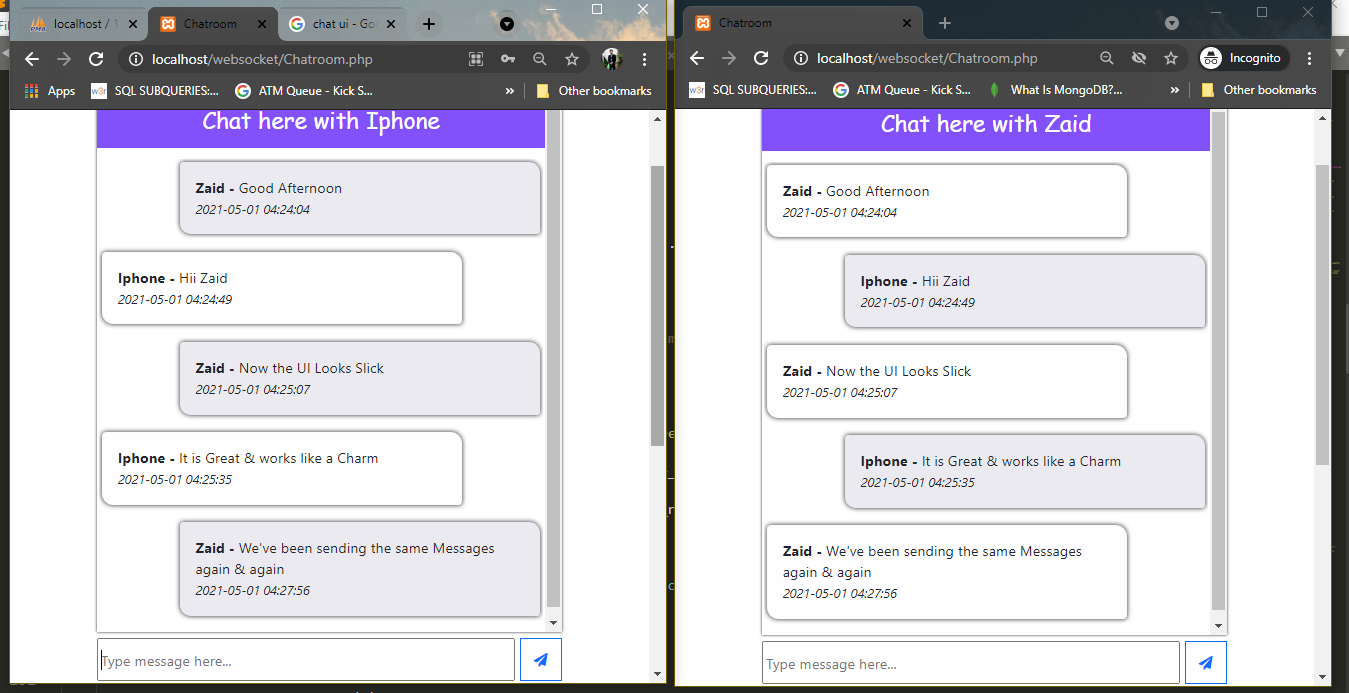 localhost / 1
Chatroom
chat ui - Go
localhost/websocket/Chatroom.php
Apps
w3r
SQL SUBQUERIES:...
ATM Queue - Kick S...
»
Other bookmarks
Chat here with Iphone
Zaid - Good Afternoon
2021-05-01 04:24:04
Iphone - Hii Zaid
2021-05-01 04:24:49
Zaid - Now the UI Looks Slick
2021-05-01 04:25:07
Iphone - It is Great & works like a Charm
2021-05-01 04:25:35
Zaid - We've been sending the same Messages
again & again
2021-05-01 04:27:56
Type message here...
Chatroom
localhost/websocket/Chatroom.php
Incognito
w3r
SQL SUBQUERIES:...
ATM Queue - Kick S...
What Is MongoDB?...
»
Other bookmarks
Chat here with Zaid
Zaid - Good Afternoon
2021-05-01 04:24:04
Iphone - Hii Zaid
2021-05-01 04:24:49
Zaid - Now the UI Looks Slick
2021-05-01 04:25:07
Iphone - It is Great & works like a Charm
2021-05-01 04:25:35
Zaid - We've been sending the same Messages
again & again
2021-05-01 04:27:56
Type message here...